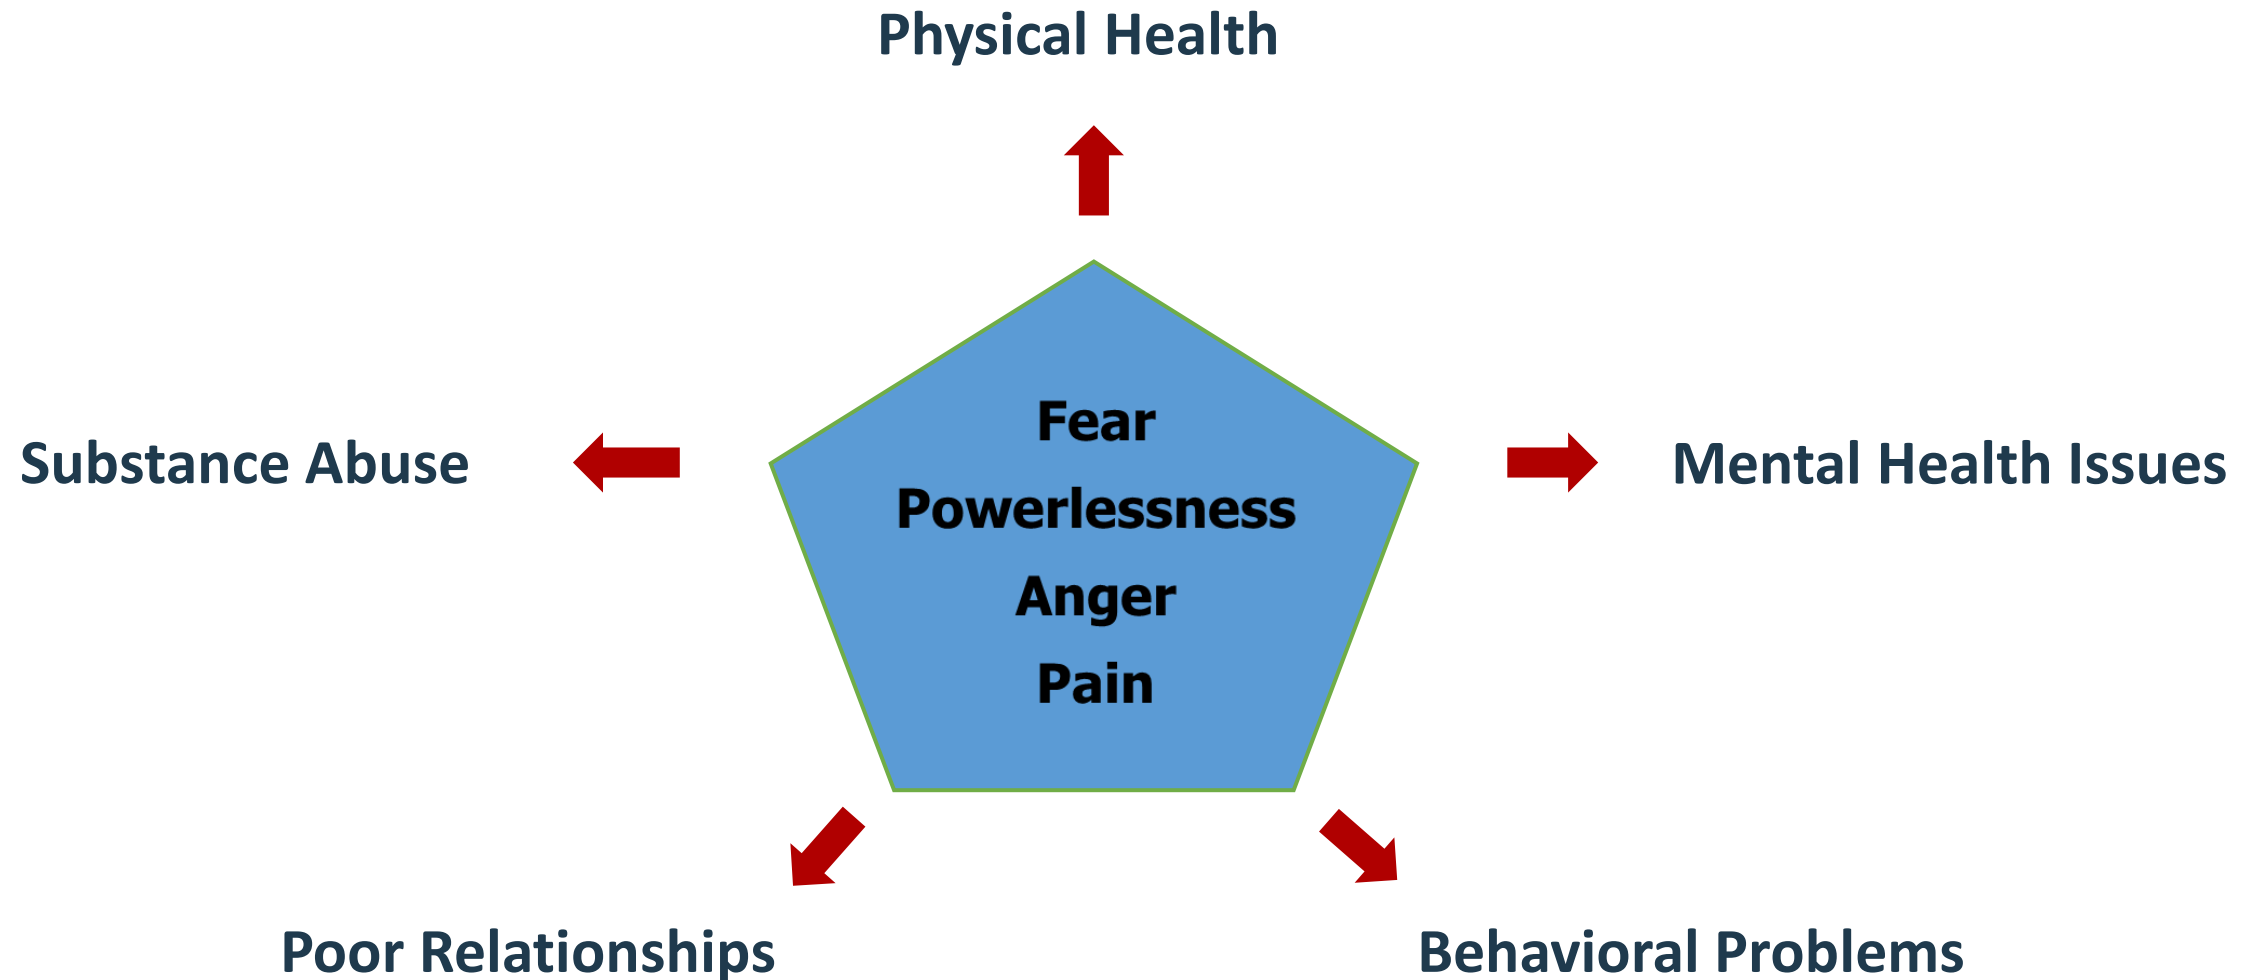 Physical Health
Substance Abuse
Fear
Powerlessness
Anger
Pain
Mental Health Issues
Poor Relationships
Behavioral Problems